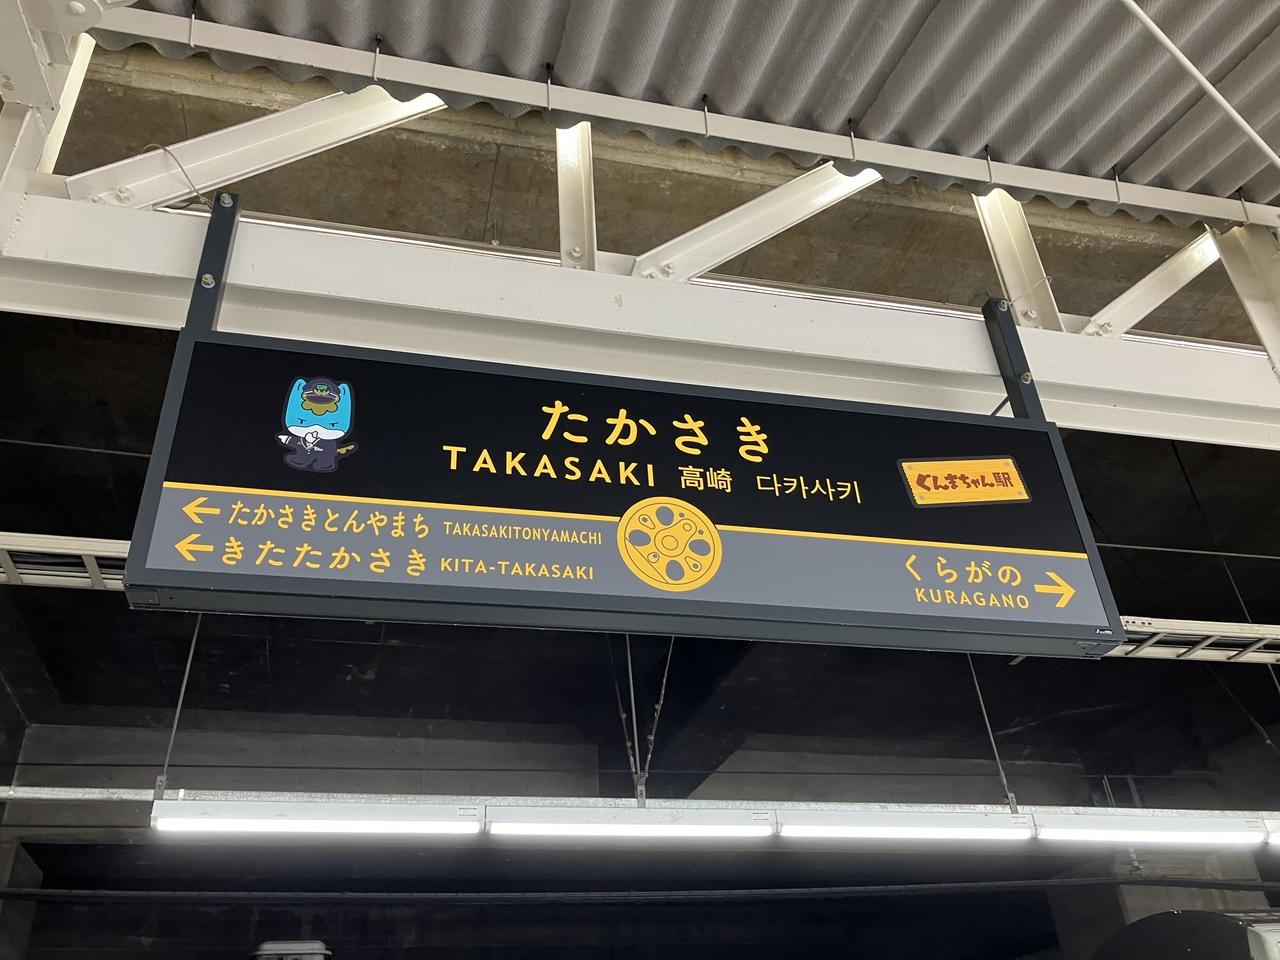 たかさき
TAKASAKI 高崎 다카사키
ぐんまちゃん駅
← たかさきとんやまち TAKASAKITONYAMACHI
← きたたかさき KITA-TAKASAKI
くらがの →
KURAGANO